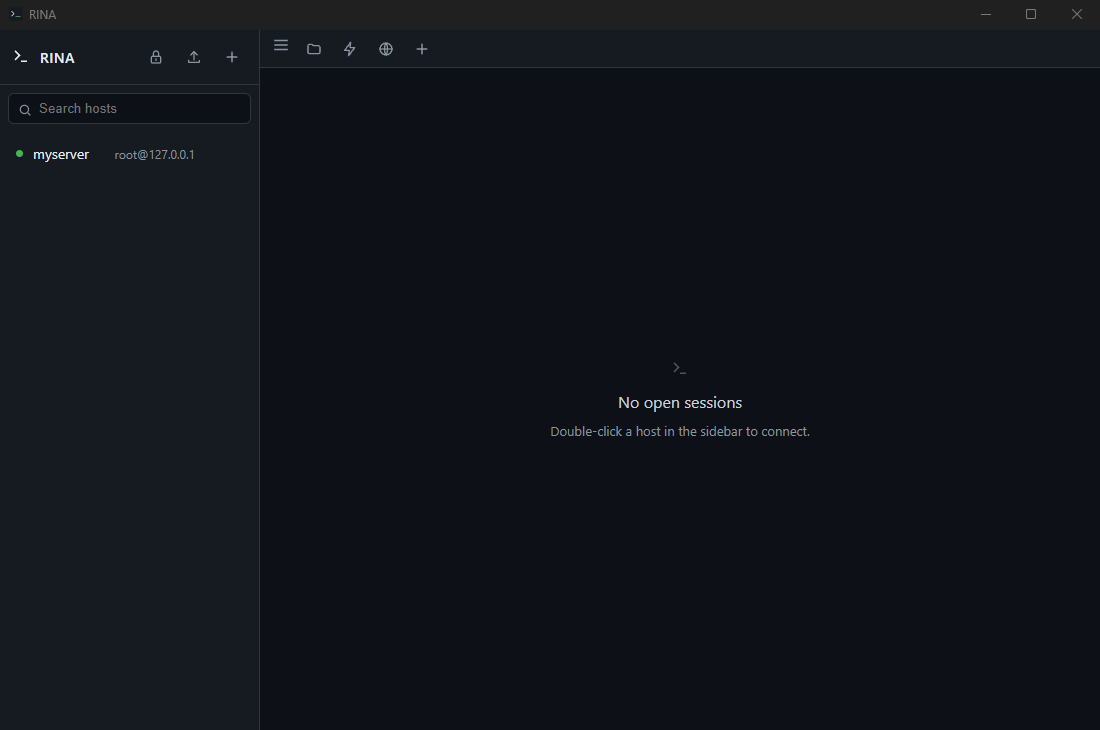 RINA
RINA
Search hosts
myserver root@127.0.0.1
No open sessions
Double-click a host in the sidebar to connect.